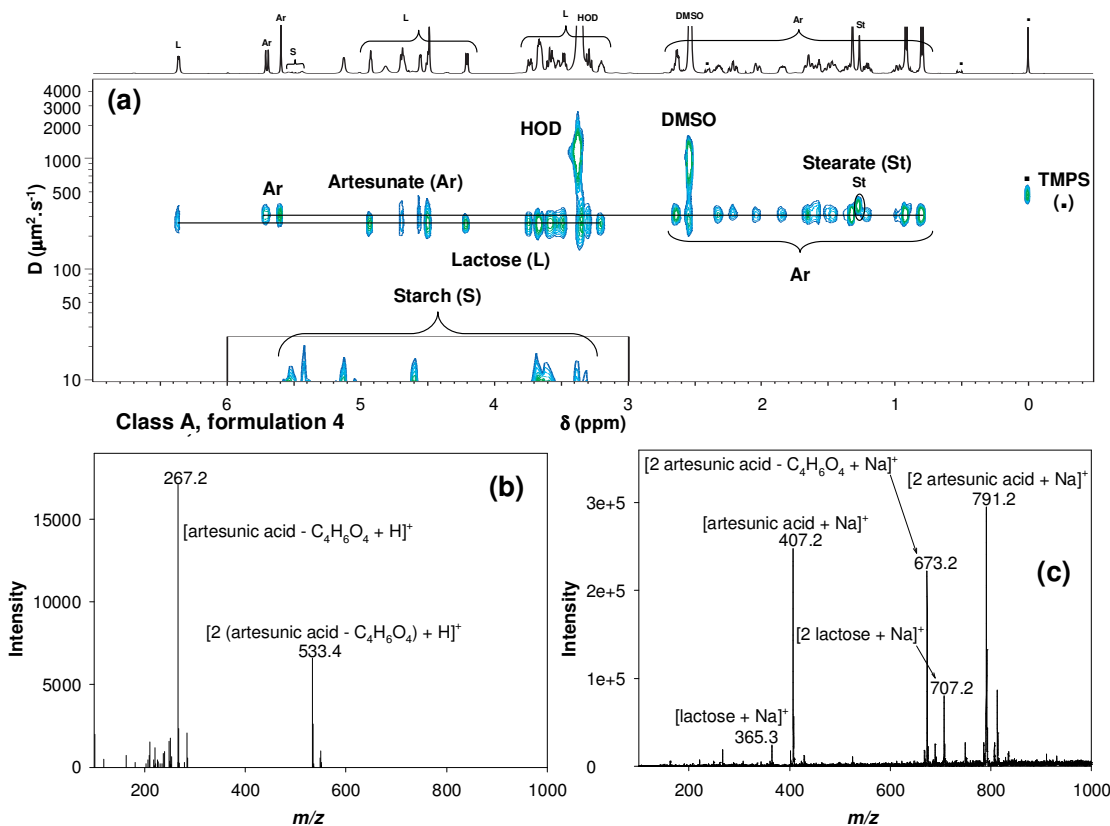 L
Ar
Ar
S
L
L
HOD
DMSO
Ar
St
▪
▪
▪
(a)
4000
3000
2000
1000
500
300
200
100
50
30
20
10
D (µm².s⁻¹)
HOD
DMSO
Ar
Artesunate (Ar)
Stearate (St)
St
▪
TMPS
(▪)
Lactose (L)
Ar
Starch (S)
6 5 4 3 2 1 0
δ (ppm)
Class A, formulation 4
(b)
267.2
[artesunic acid - C₄H₆O₄ + H]⁺
[2 (artesunic acid - C₄H₆O₄) + H]⁺
533.4
15000
10000
5000
0
Intensity
200 400 600 800 1000
m/z
(c)
[2 artesunic acid - C₄H₆O₄ + Na]⁺
[2 artesunic acid + Na]⁺
791.2
[artesunic acid + Na]⁺
407.2
673.2
[2 lactose + Na]⁺
707.2
[lactose + Na]⁺
365.3
3e+5
2e+5
1e+5
0
Intensity
200 400 600 800 1000
m/z